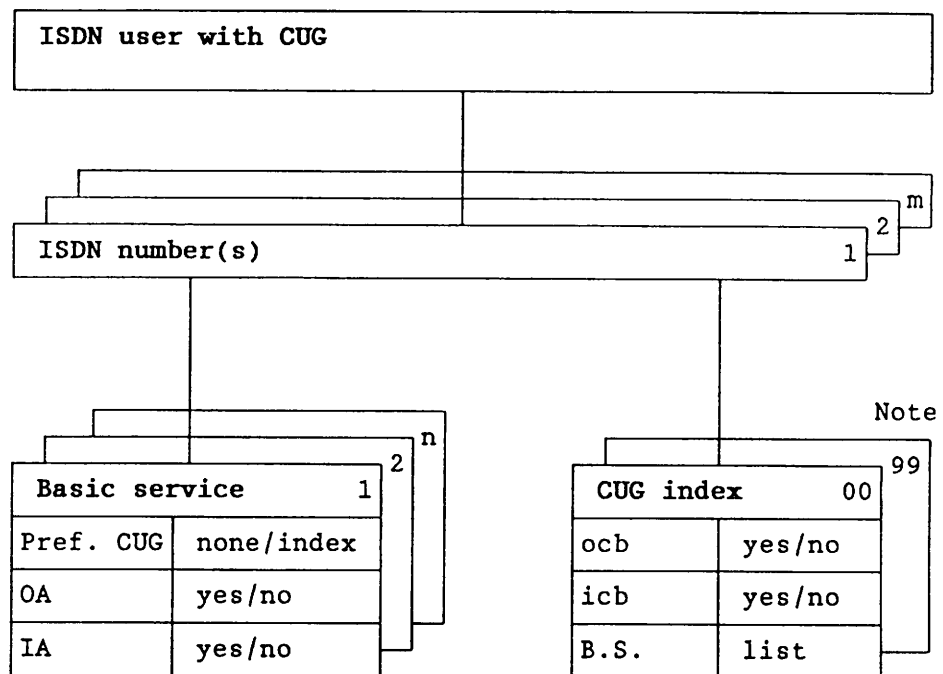 ISDN user with CUG
m
2
ISDN number(s) 1
Note
n
2
99
Basic service 1
CUG index 00
Pref. CUG none/index
ocb yes/no
OA yes/no
icb yes/no
IA yes/no
B.S. list